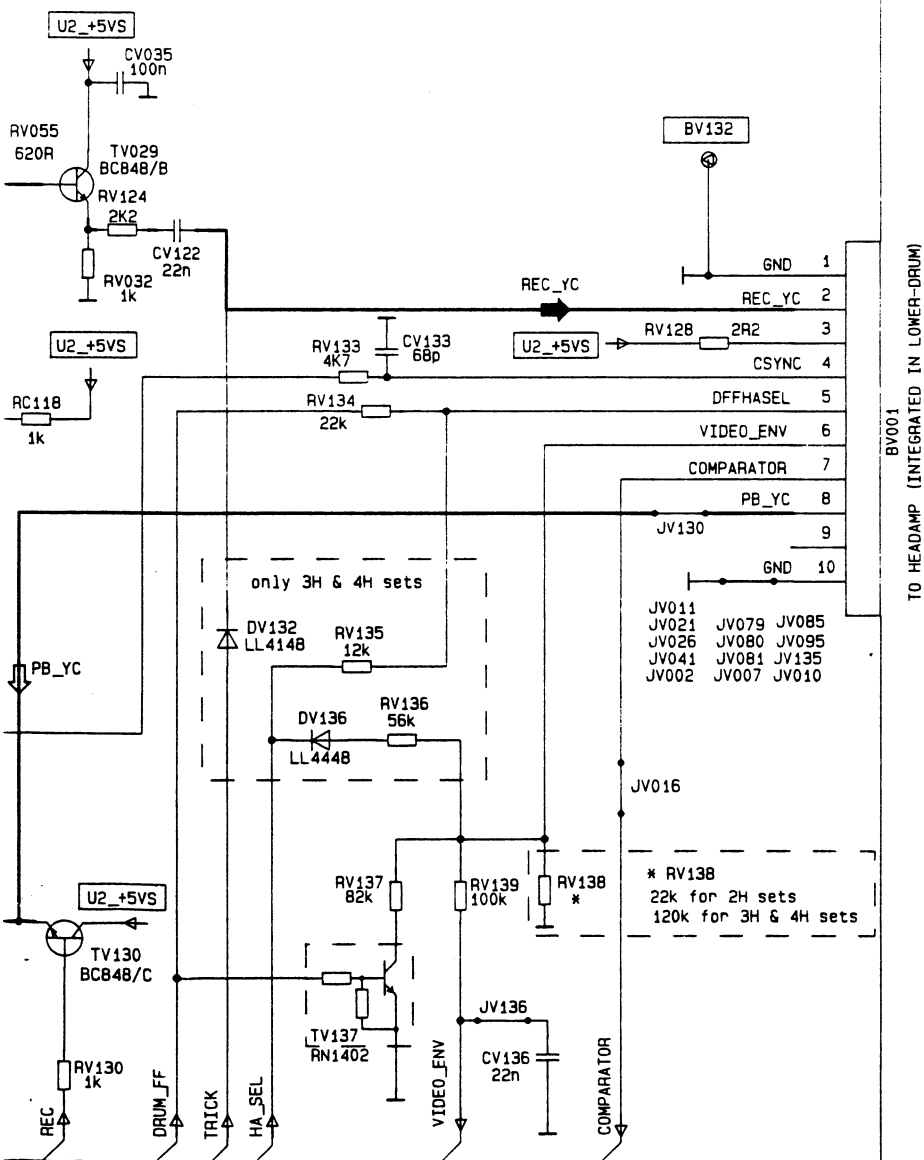 U2_+5VS
CV035
100n
RV055
620R
TV029
BC848/B
RV124
2K2
CV122
22n
RV032
1k
BV132
GND 1
REC_YC
REC_YC 2
U2_+5VS
RV128 2R2 3
U2_+5VS
RV133
4K7
CV133
68p
CSYNC 4
RC118
1k
RV134
22k
DFFHASEL 5
VIDEO_ENV 6
COMPARATOR 7
PB_YC 8
JV130
9
GND 10
BV001
TO HEADAMP (INTEGRATED IN LOWER-DRUM)
only 3H & 4H sets
DV132
LL4148
RV135
12k
JV011
JV021 JV079 JV085
JV026 JV080 JV095
JV041 JV081 JV135
JV002 JV007 JV010
PB_YC
DV136
LL4448
RV136
56k
JV016
RV137
82k
RV139
100k
RV138
*
* RV138
22k for 2H sets
120k for 3H & 4H sets
U2_+5VS
TV130
BC848/C
TV137
RN1402
JV136
CV136
22n
RV130
1k
REC
DRUM_FF
TRICK
HA_SEL
VIDEO_ENV
COMPARATOR